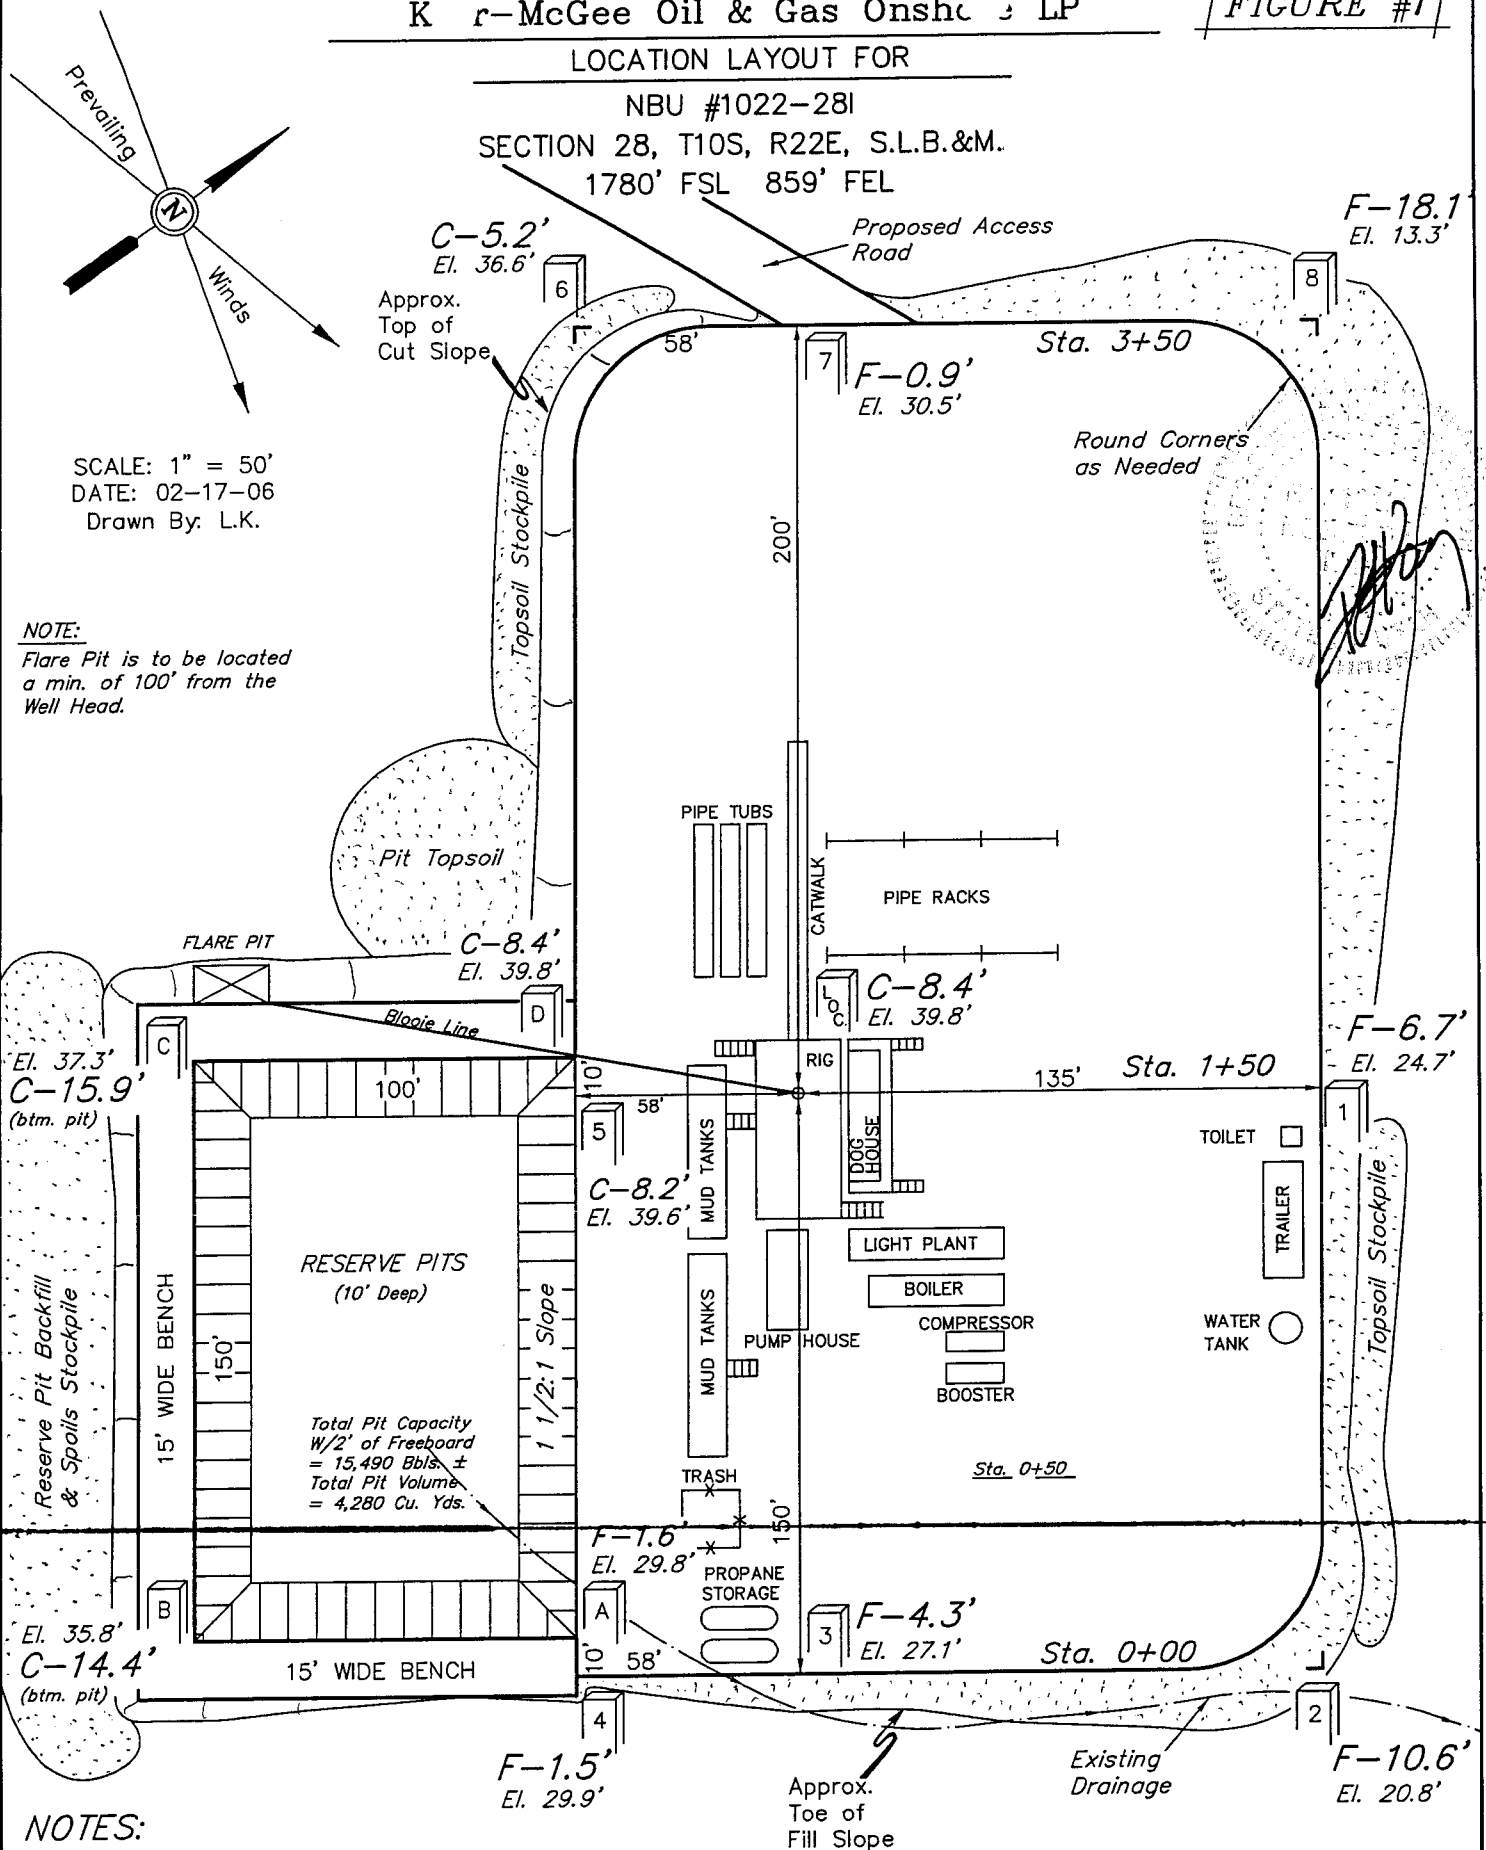 r-McGee Oil & Gas Onsh LP
FIGURE #1
LOCATION LAYOUT FOR
NBU #1022-28I
SECTION 28, T10S, R22E, S.L.B.&M.
1780' FSL 859' FEL
Prevailing
N
Winds
SCALE: 1" = 50'
DATE: 02-17-06
Drawn By: L.K.
NOTE:
Flare Pit is to be located
a min. of 100' from the
Well Head.
C-5.2'
El. 36.6'
6
Approx.
Top of
Cut Slope
58'
Proposed Access
Road
F-18.1'
El. 13.3'
8
Sta. 3+50
7
F-0.9'
El. 30.5'
Round Corners
as Needed
200'
Topsoil Stockpile
Pit Topsoil
PIPE TUBS
CATWALK
PIPE RACKS
FLARE PIT
C-8.4'
El. 39.8'
D
Blooie Line
LOC.
C-8.4'
El. 39.8'
RIG
F-6.7'
El. 24.7'
1
Sta. 1+50
135'
C
El. 37.3'
C-15.9'
(btm. pit)
100'
10'
58'
5
C-8.2'
El. 39.6'
MUD TANKS
DOG
HOUSE
TOILET
TRAILER
Topsoil Stockpile
LIGHT PLANT
BOILER
COMPRESSOR
BOOSTER
PUMP HOUSE
WATER
TANK
MUD TANKS
RESERVE PITS
(10' Deep)
Reserve Pit Backfill
& Spoils Stockpile
15' WIDE BENCH
150'
1 1/2:1 Slope
Total Pit Capacity
W/2' of Freeboard
= 15,490 Bbls. ±
Total Pit Volume
= 4,280 Cu. Yds.
TRASH
Sta. 0+50
150'
F-1.6'
El. 29.8'
PROPANE
STORAGE
A
B
El. 35.8'
C-14.4'
(btm. pit)
15' WIDE BENCH
10'
58'
3
F-4.3'
El. 27.1'
Sta. 0+00
4
F-1.5'
El. 29.9'
2
F-10.6'
El. 20.8'
Existing
Drainage
Approx.
Toe of
Fill Slope
NOTES: